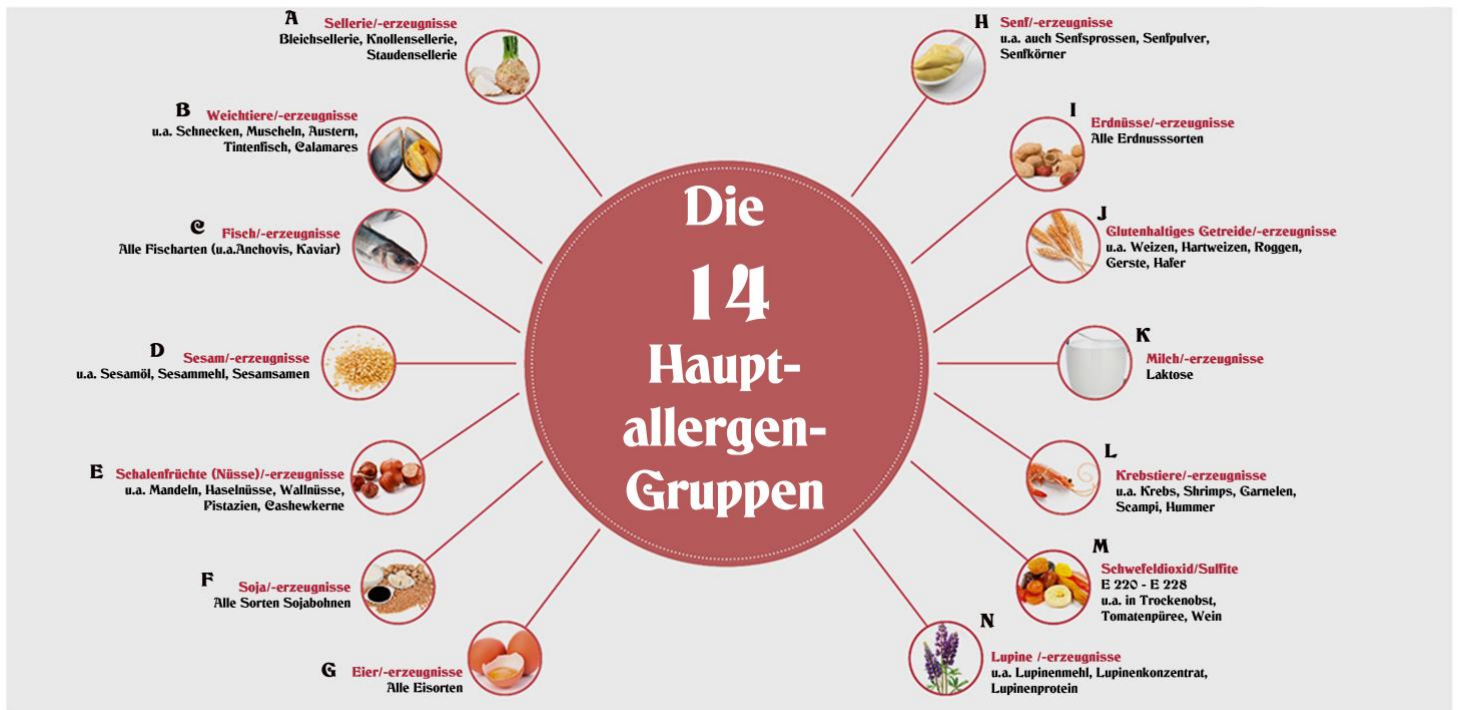 A
Sellerie/-erzeugnisse
Bleichsellerie, Knollensellerie,
Staudensellerie
B
Weichtiere/-erzeugnisse
u.a. Schnecken, Muscheln, Austern,
Tintenfisch, Calamares
C
Fisch/-erzeugnisse
Alle Fischarten (u.a.Anchovis, Kaviar)
D
Sesam/-erzeugnisse
u.a. Sesamöl, Sesammehl, Sesamsamen
E
Schalenfrüchte (Nüsse)/-erzeugnisse
u.a. Mandeln, Haselnüsse, Wallnüsse,
Pistazien, Cashewkerne
F
Soja/-erzeugnisse
Alle Sorten Sojabohnen
G
Eier/-erzeugnisse
Alle Eisorten
Die
14
Haupt-
allergen-
Gruppen
H
Senf/-erzeugnisse
u.a. auch Senfsprossen, Senfpulver,
Senfkörner
I
Erdnüsse/-erzeugnisse
Alle Erdnusssorten
J
Glutenhaltiges Getreide/-erzeugnisse
u.a. Weizen, Hartweizen, Roggen,
Gerste, Hafer
K
Milch/-erzeugnisse
Laktose
L
Krebstiere/-erzeugnisse
u.a. Krebs, Shrimps, Garnelen,
Scampi, Hummer
M
Schwefeldioxid/Sulfite
E 220 - E 228
u.a. in Trockenobst,
Tomatenpüree, Wein
N
Lupine /-erzeugnisse
u.a. Lupinenmehl, Lupinenkonzentrat,
Lupinenprotein